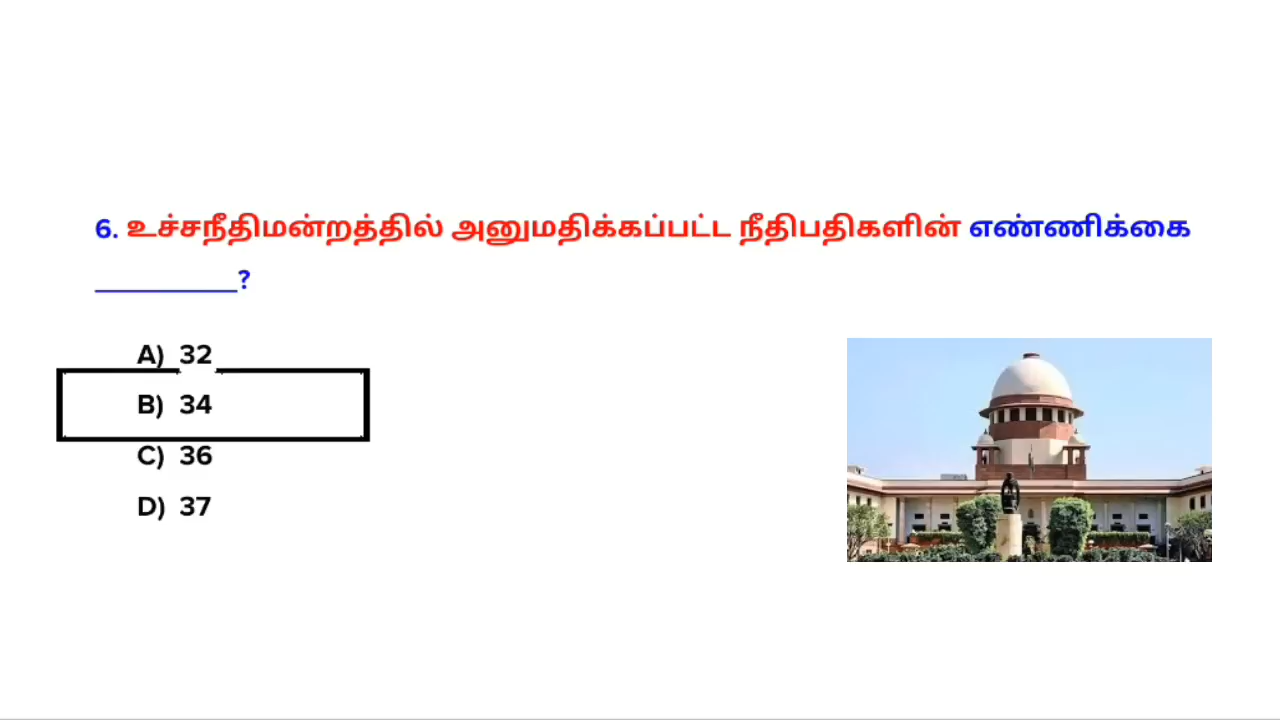 6. உச்சநீதிமன்றத்தில் அனுமதிக்கப்பட்ட நீதிபதிகளின் எண்ணிக்கை
__________?
A) 32
B) 34
C) 36
D) 37